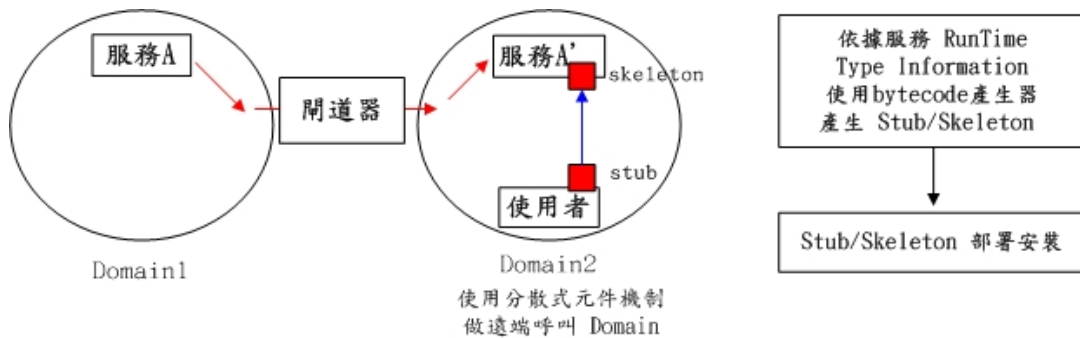 服務A
閘道器
服務A'
skeleton
stub
使用者
Domain1
Domain2
使用分散式元件機制
做遠端呼叫 Domain
依據服務 RunTime
Type Information
使用bytecode產生器
產生 Stub/Skeleton
Stub/Skeleton 部署安裝